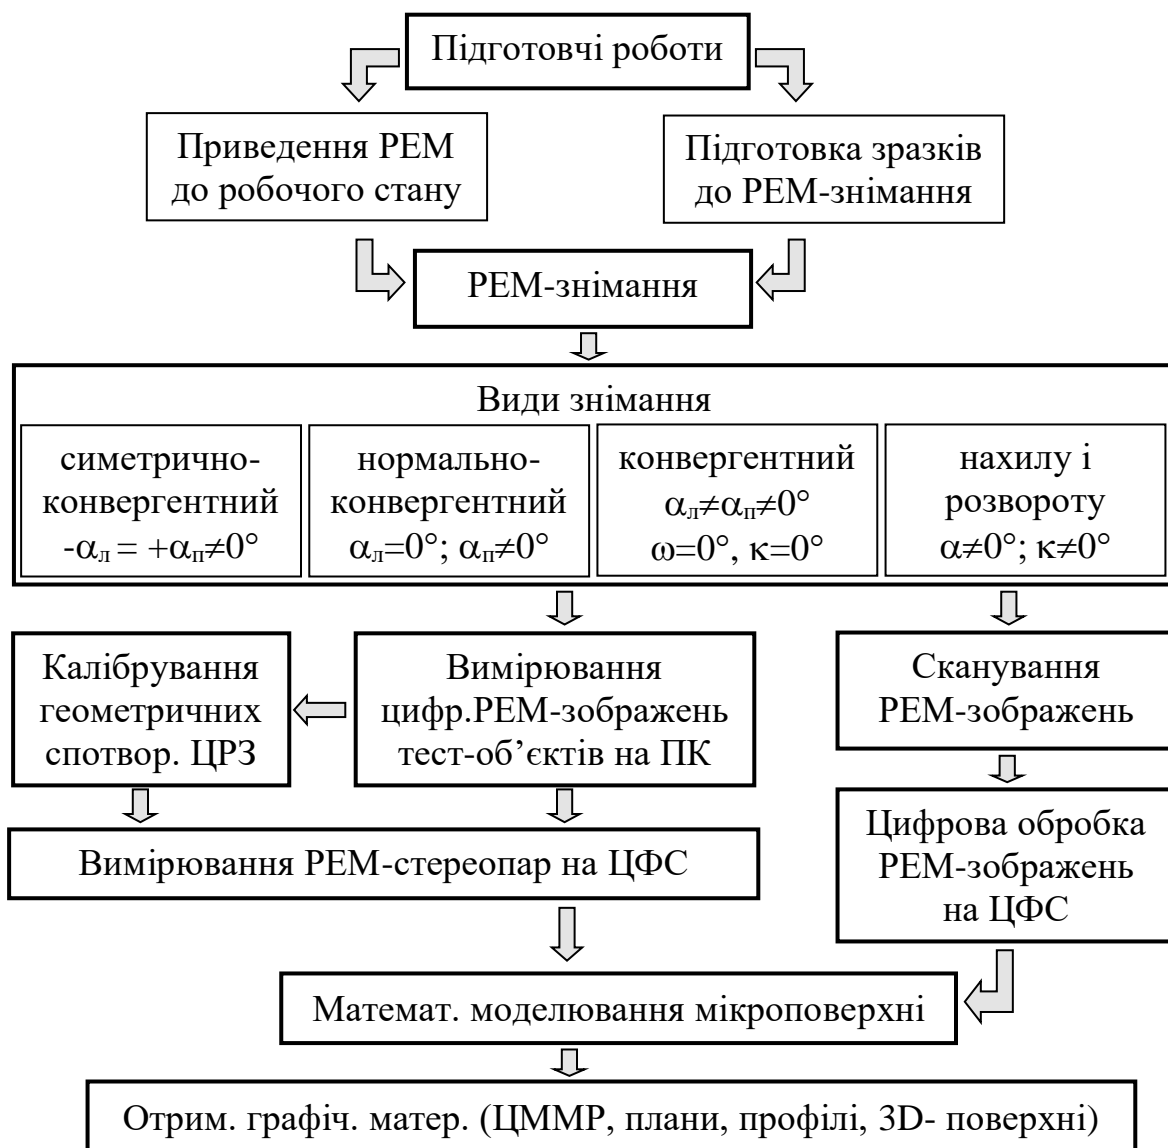 Підготовчі роботи
Приведення РЕМ
до робочого стану
Підготовка зразків
до РЕМ-знімання
РЕМ-знімання
Види знімання
симетрично-
конвергентний
-αл = +αп≠0°
нормально-
конвергентний
αл=0°; αп≠0°
конвергентний
αл≠αп≠0°
ω=0°, κ=0°
нахилу і
розвороту
α≠0°; κ≠0°
Калібрування
геометричних
спотвор. ЦРЗ
Вимірювання
цифр.РЕМ-зображень
тест-об’єктів на ПК
Сканування
РЕМ-зображень
Вимірювання РЕМ-стереопар на ЦФС
Цифрова обробка
РЕМ-зображень
на ЦФС
Математ. моделювання мікроповерхні
Отрим. графіч. матер. (ЦММР, плани, профілі, 3D- поверхні)